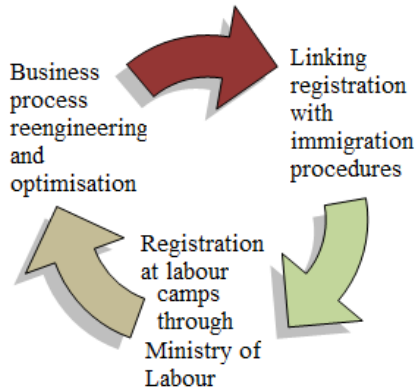 Business
process
reengineering
and
optimisation
Linking
registration
with
immigration
procedures
Registration
at labour
camps
through
Ministry of
Labour